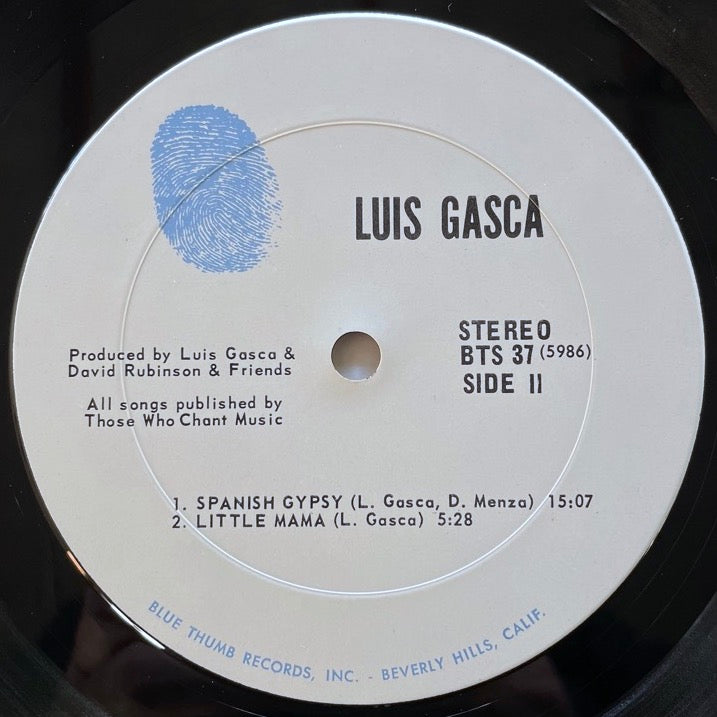 LUIS GASCA
STEREO
BTS 37 (5986)
SIDE II
Produced by Luis Gasca &
David Rubinson & Friends
All songs published by
Those Who Chant Music
1. SPANISH GYPSY (L. Gasca, D. Menza) 15:07
2. LITTLE MAMA (L. Gasca) 5:28
BLUE THUMB RECORDS, INC. - BEVERLY HILLS, CALIF.